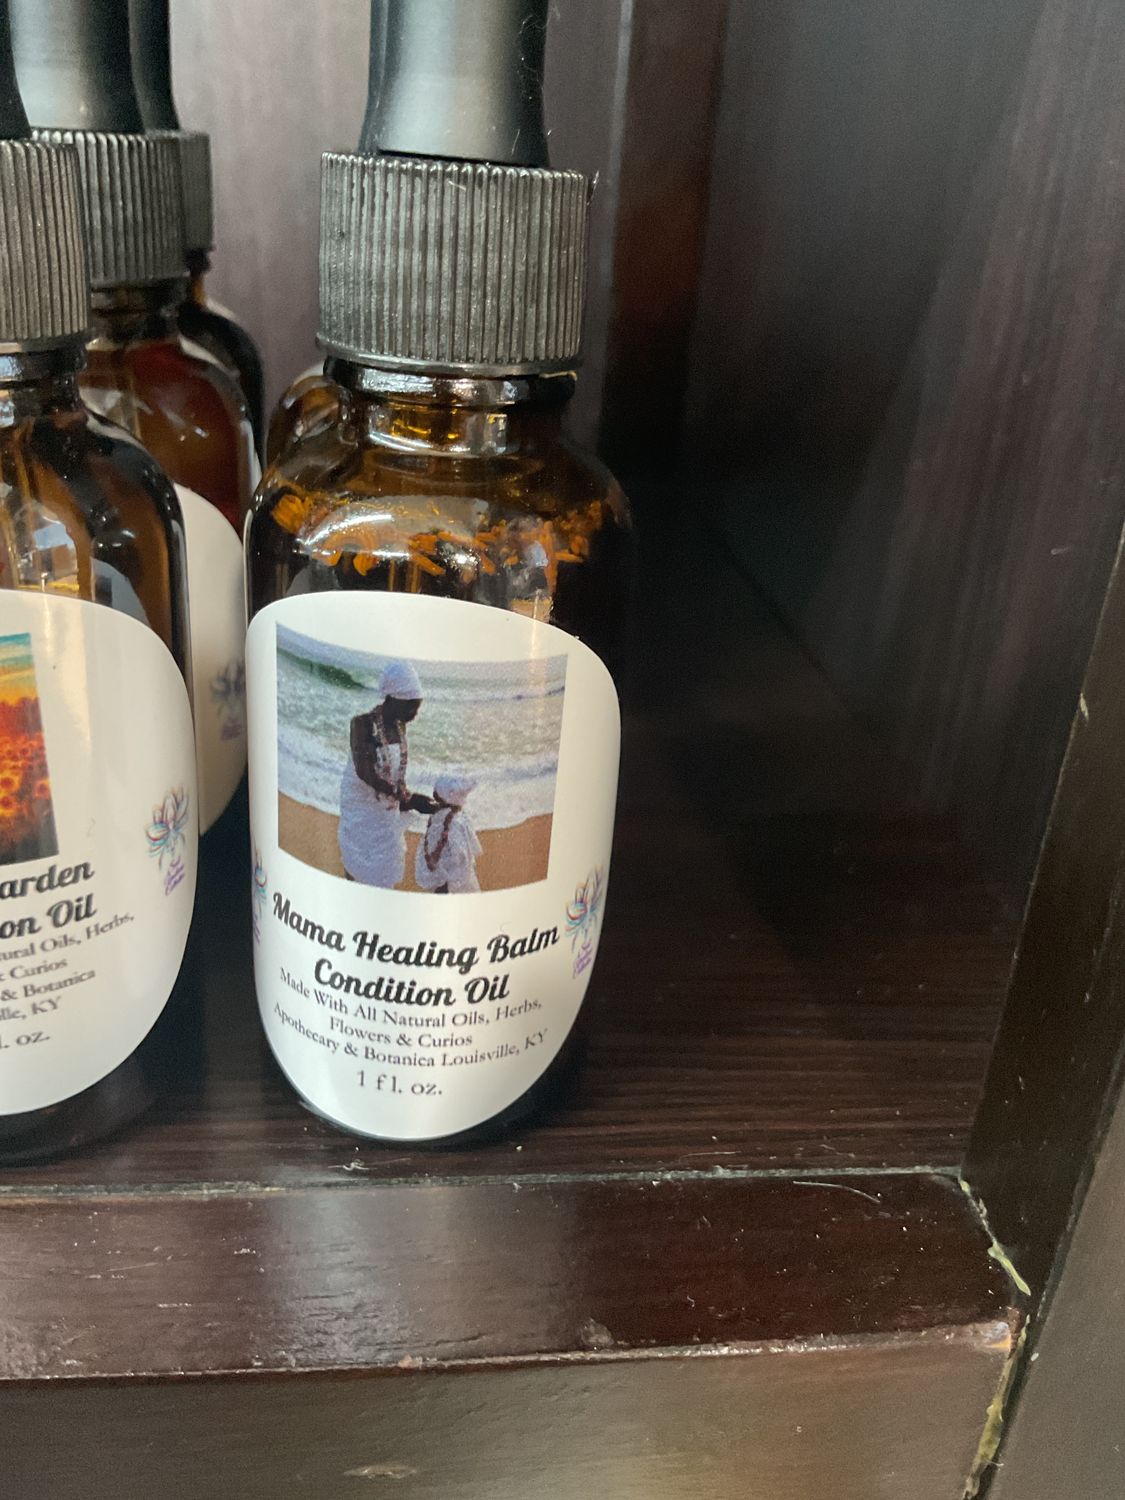 Mama Healing Balm
Condition Oil
Made With All Natural Oils, Herbs,
Flowers & Curios
Apothecary & Botanica Louisville, KY
1 fl. oz.
arden
on Oil
ural Oils, Herbs,
& Curios
& Botanica
lle, KY
l. oz.